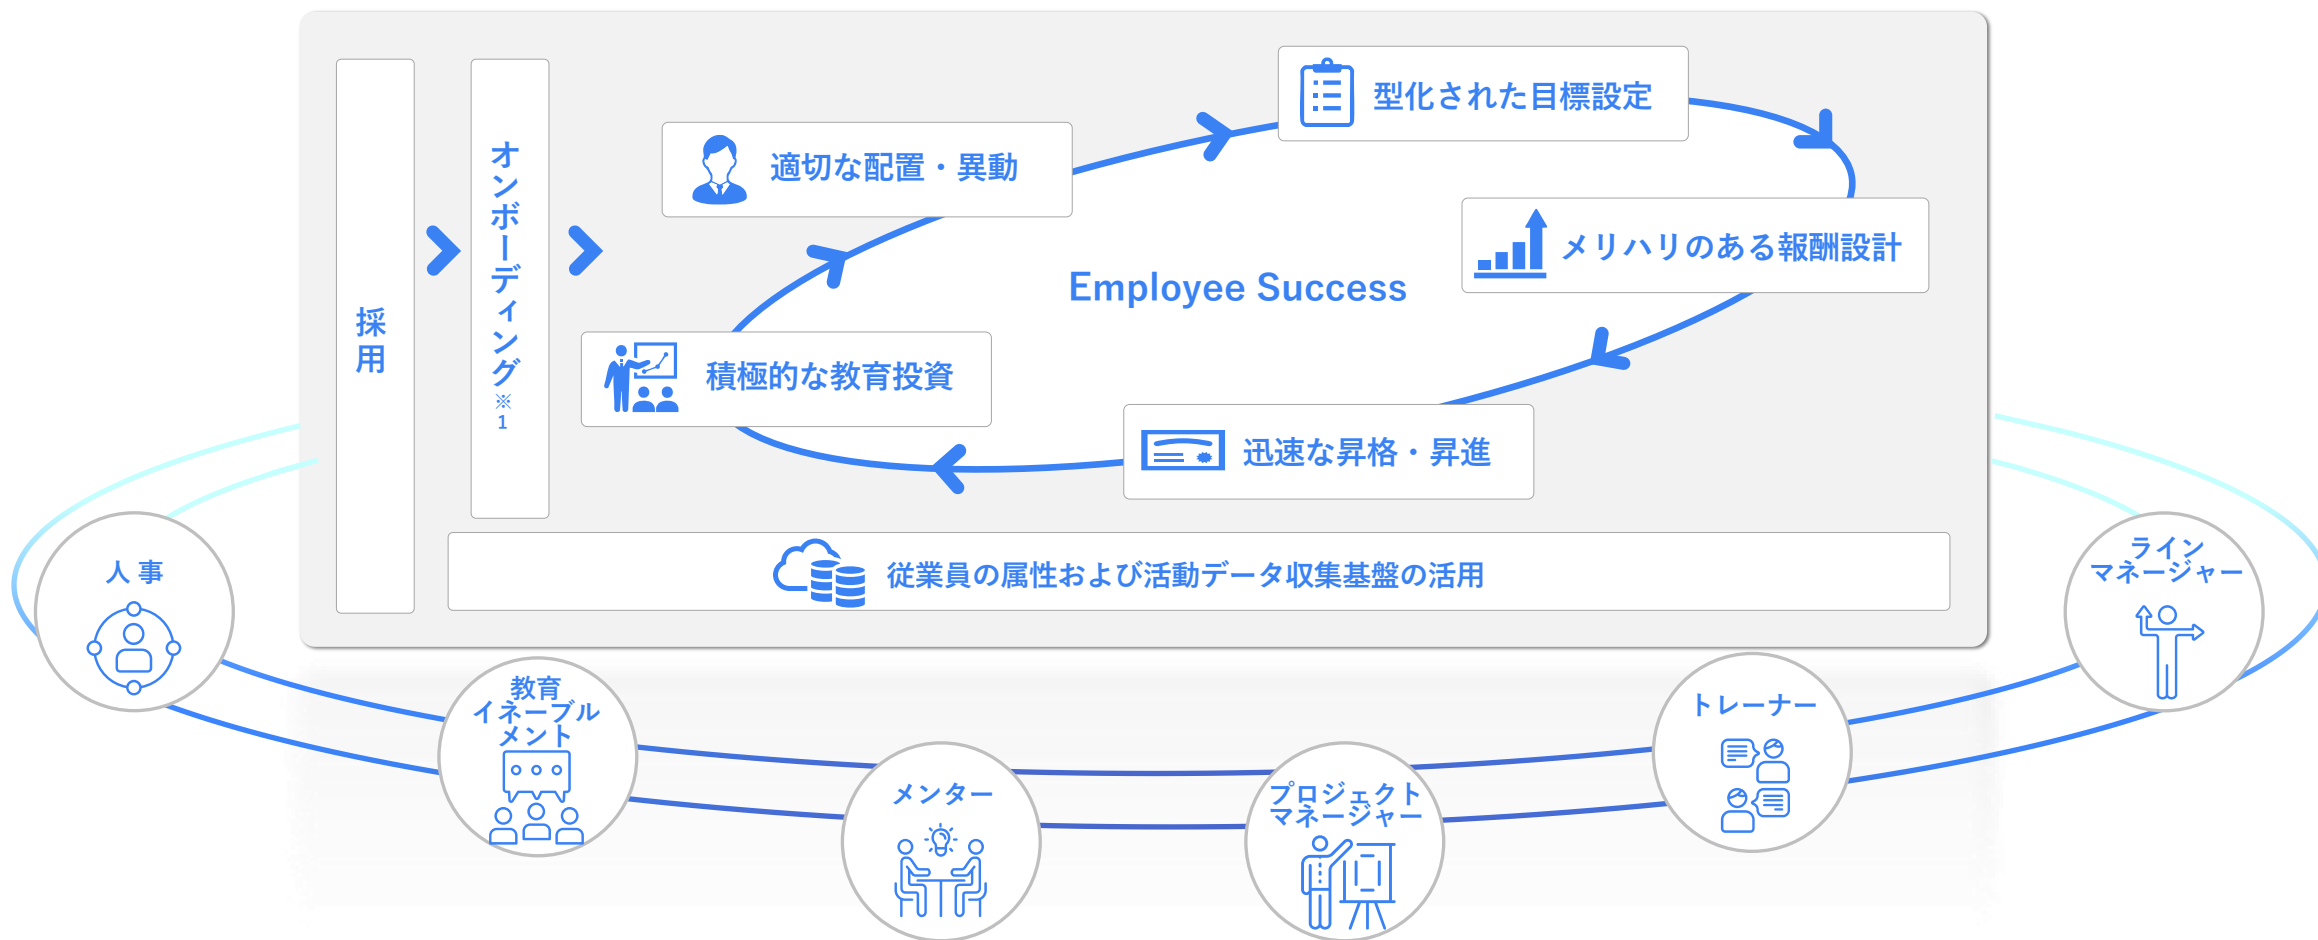 採用
オンボーディング※1
適切な配置・異動
型化された目標設定
メリハリのある報酬設計
Employee Success
積極的な教育投資
迅速な昇格・昇進
従業員の属性および活動データ収集基盤の活用
人事
教育
イネーブル
メント
メンター
プロジェクト
マネージャー
トレーナー
ライン
マネージャー